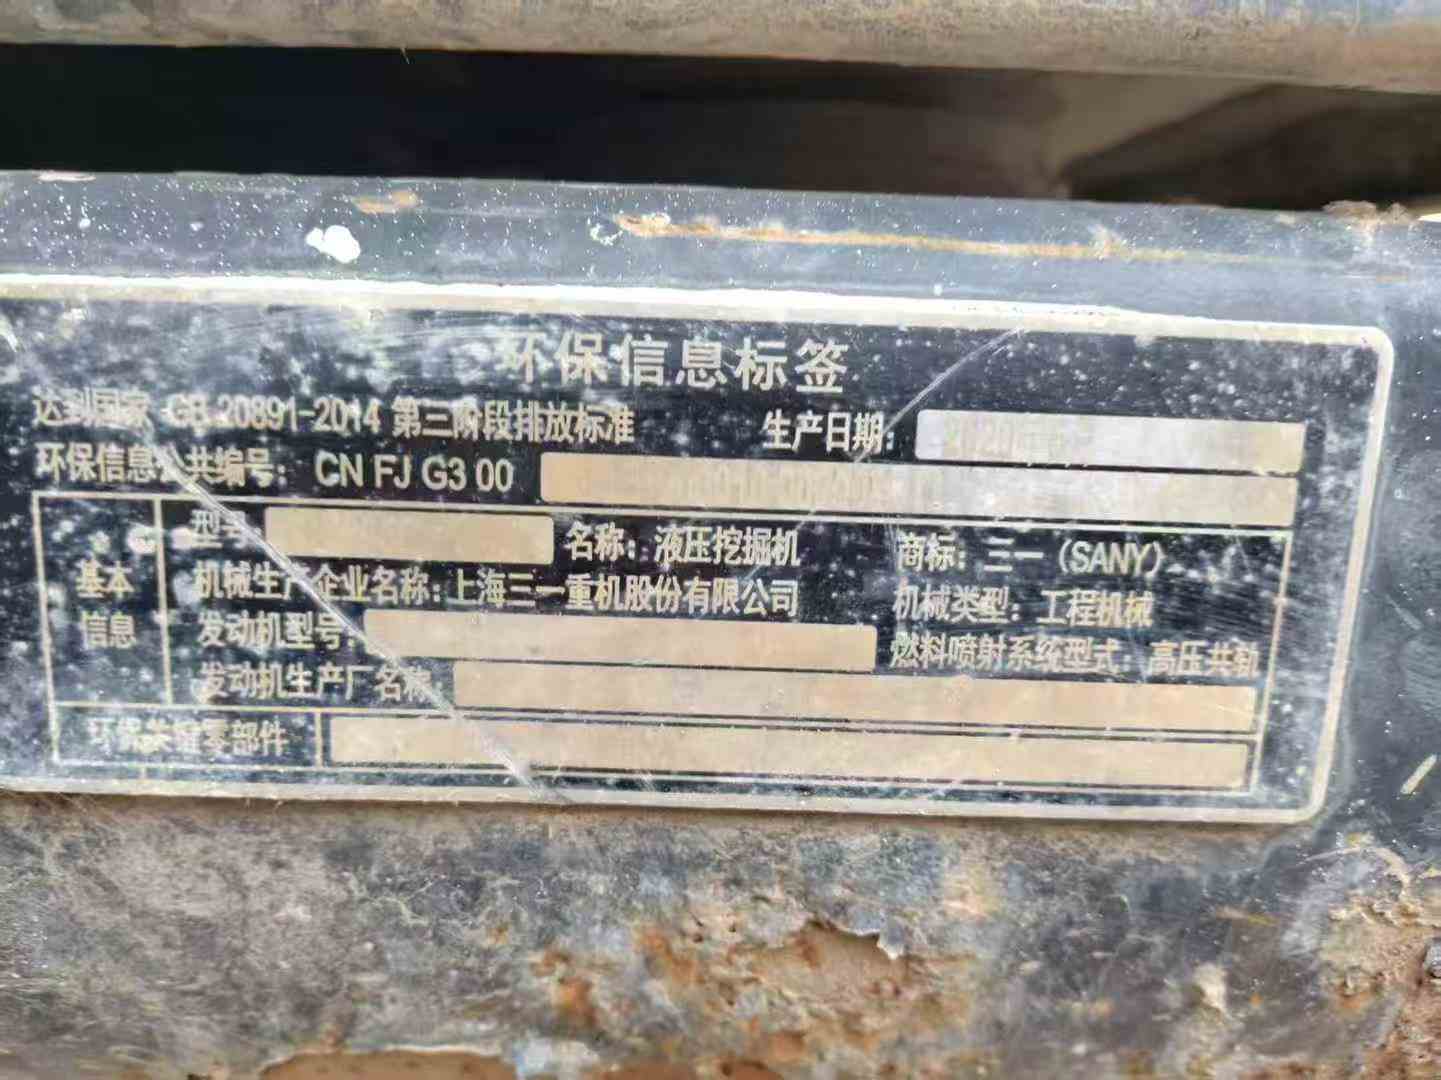 环保信息标签
达到国家 GB 20891-2014 第三阶段排放标准 生产日期:
环保信息公共编号: CN FJ G3 00
基本信息
型号 名称: 液压挖掘机 商标: 三一 (SANY)
机械生产企业名称: 上海三一重机股份有限公司 机械类型: 工程机械
发动机型号: 燃料喷射系统型式: 高压共轨
发动机生产厂名称
环保关键零部件